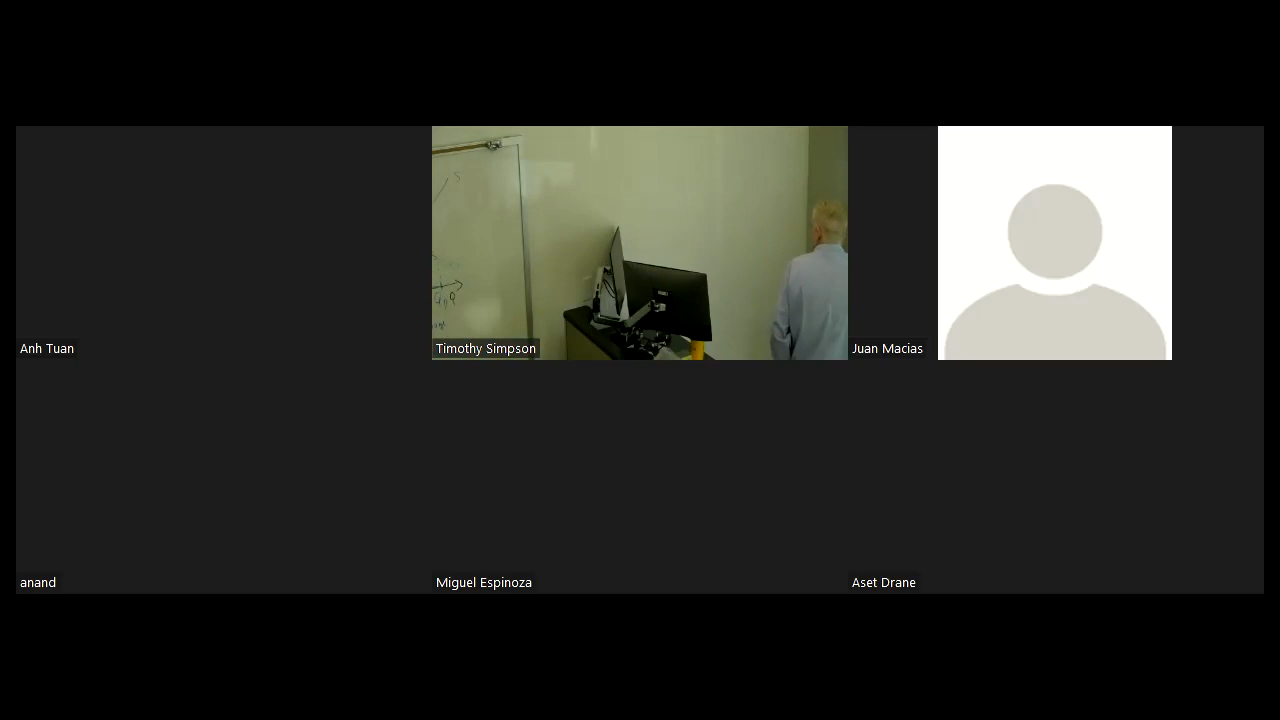 S
Q
Anh Tuan
Timothy Simpson
Juan Macias
anand
Miguel Espinoza
Aset Drane